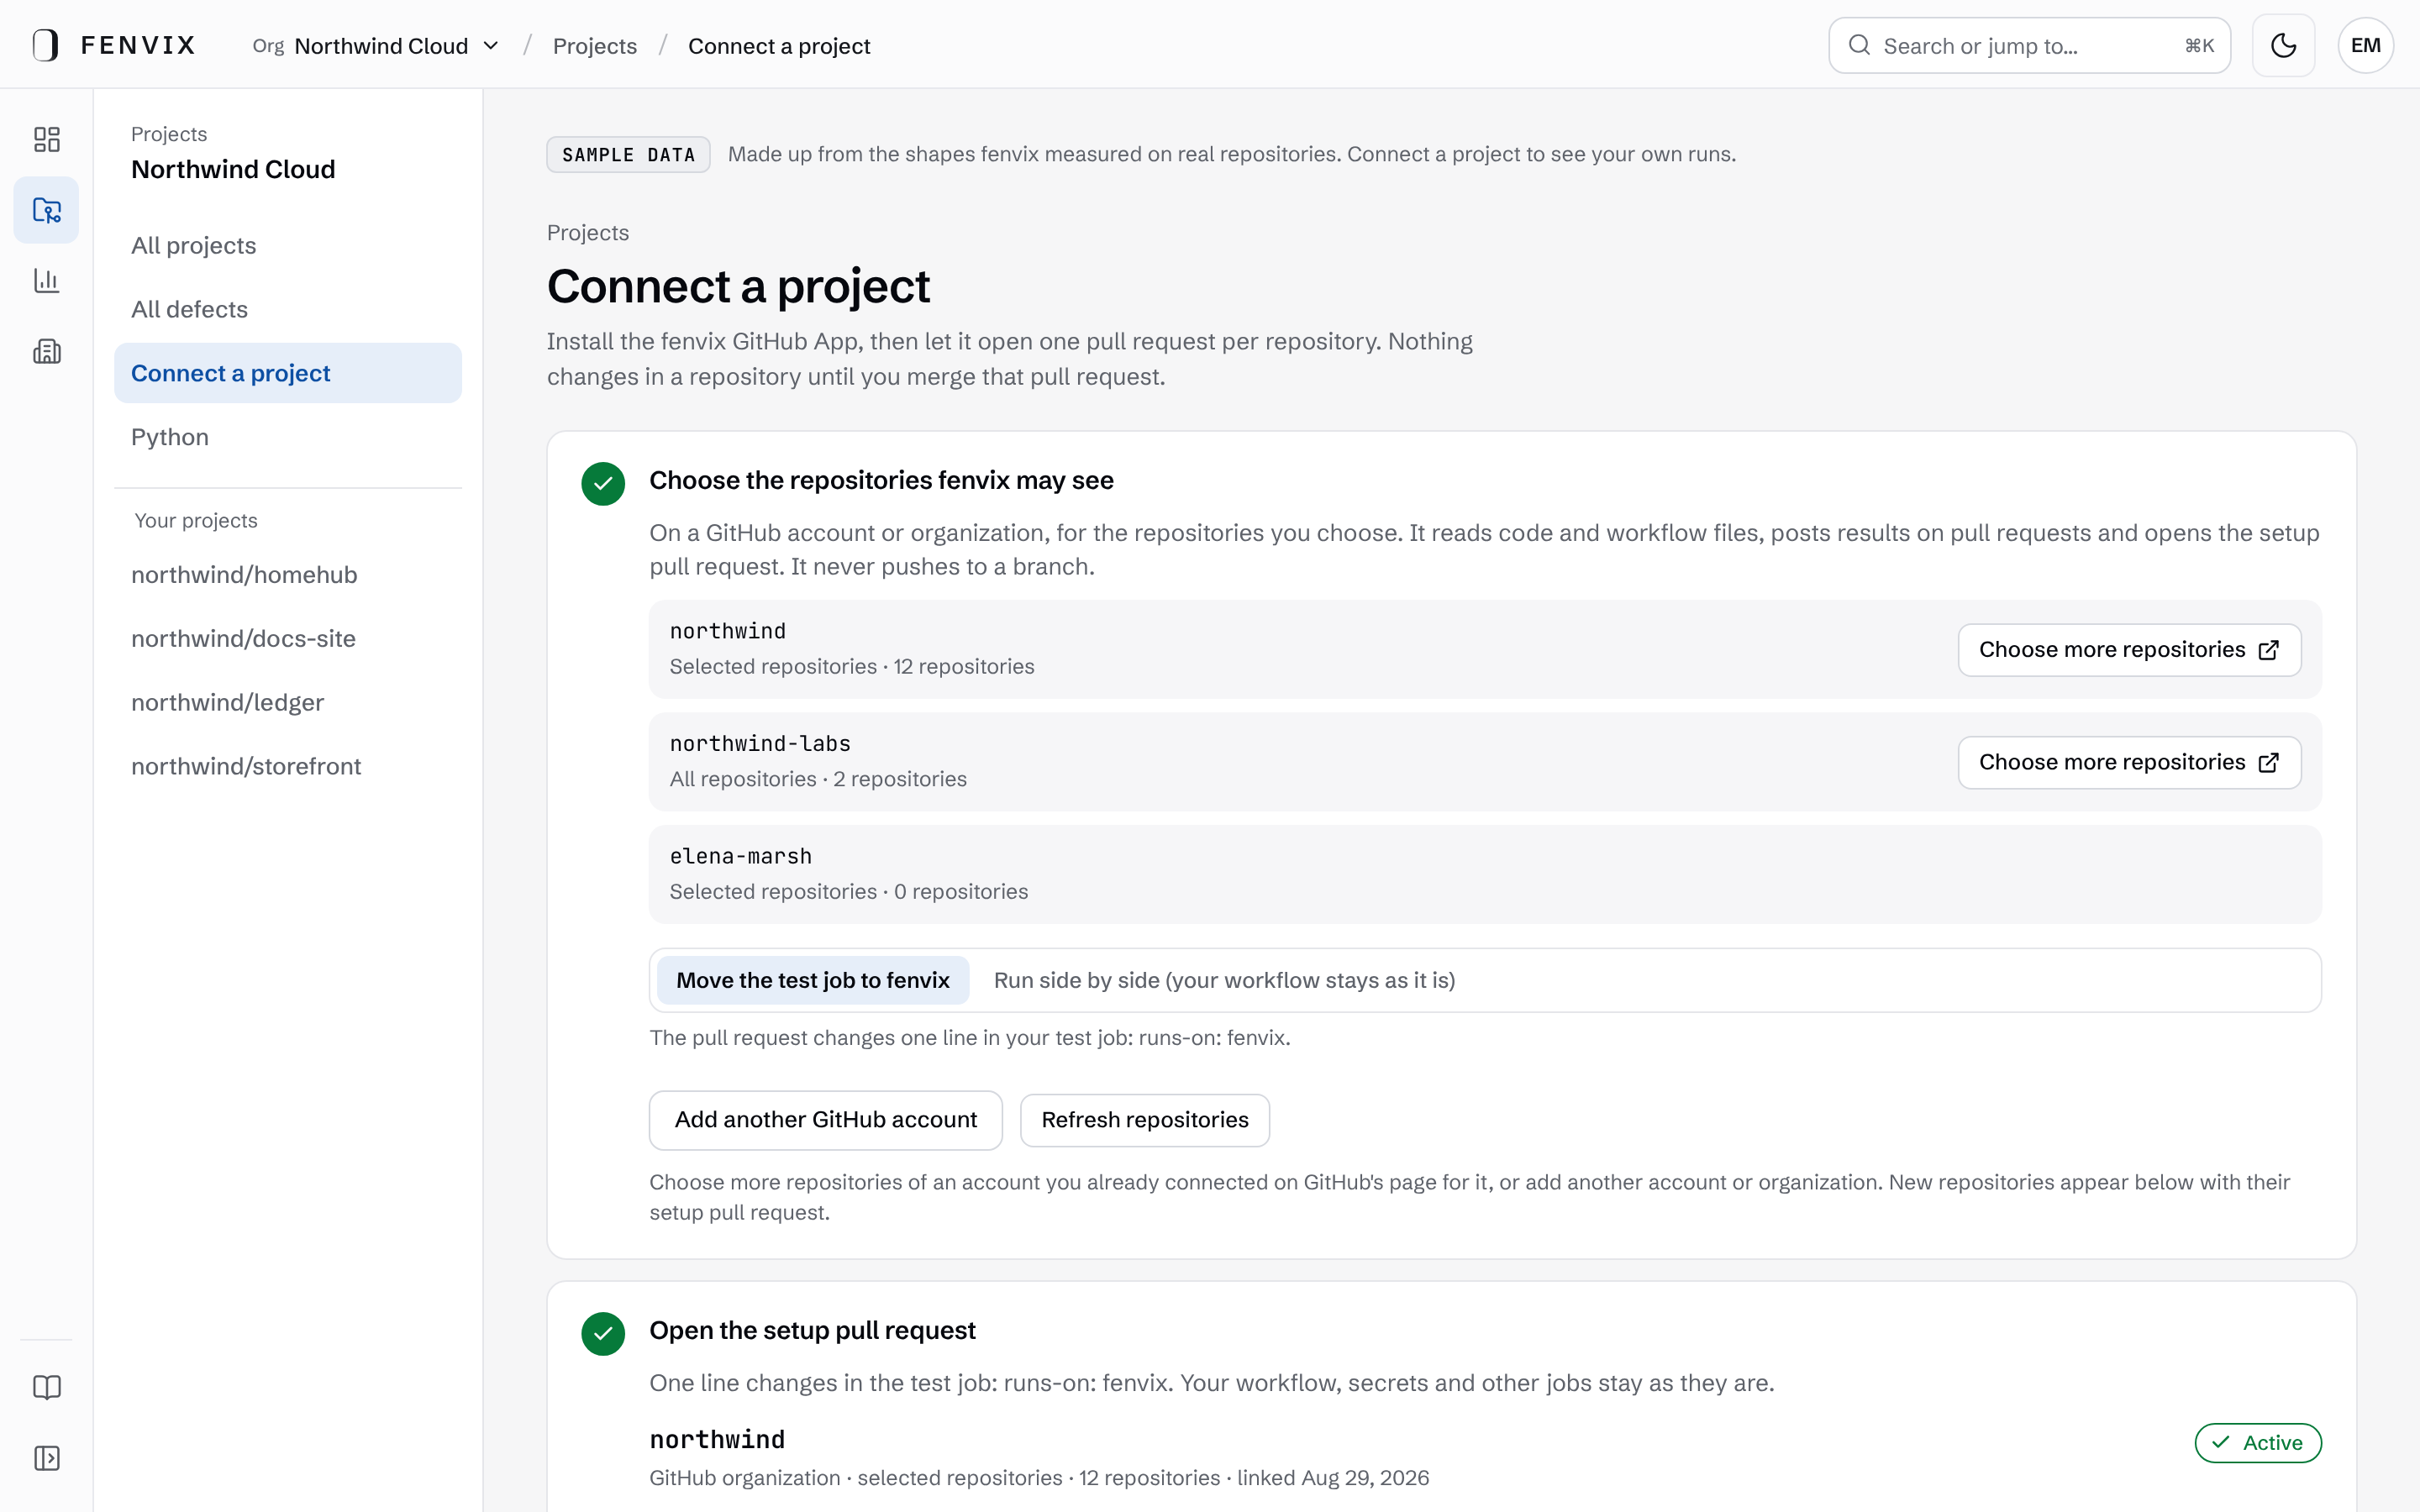 FENVIX
Org Northwind Cloud / Projects / Connect a project
Search or jump to... ⌘K
EM
Projects
Northwind Cloud
All projects
All defects
Connect a project
Python
Your projects
northwind/homehub
northwind/docs-site
northwind/ledger
northwind/storefront
SAMPLE DATA Made up from the shapes fenvix measured on real repositories. Connect a project to see your own runs.
Projects
Connect a project
Install the fenvix GitHub App, then let it open one pull request per repository. Nothing
changes in a repository until you merge that pull request.
Choose the repositories fenvix may see
On a GitHub account or organization, for the repositories you choose. It reads code and workflow files, posts results on pull requests and opens the setup
pull request. It never pushes to a branch.
northwind
Selected repositories · 12 repositories
Choose more repositories
northwind-labs
All repositories · 2 repositories
Choose more repositories
elena-marsh
Selected repositories · 0 repositories
Move the test job to fenvix Run side by side (your workflow stays as it is)
The pull request changes one line in your test job: runs-on: fenvix.
Add another GitHub account Refresh repositories
Choose more repositories of an account you already connected on GitHub's page for it, or add another account or organization. New repositories appear below with their
setup pull request.
Open the setup pull request
One line changes in the test job: runs-on: fenvix. Your workflow, secrets and other jobs stay as they are.
northwind
Active
GitHub organization · selected repositories · 12 repositories · linked Aug 29, 2026